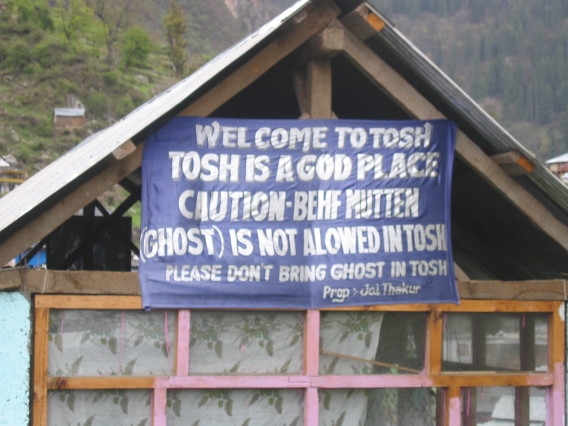 WELCOME TO TOSH
TOSH IS A GOD PLACE
CAUTION-BEHF MUTTEN
(GHOST) IS NOT ALOWED IN TOSH
PLEASE DON'T BRING GHOST IN TOSH
Prop:- Jai Thakur